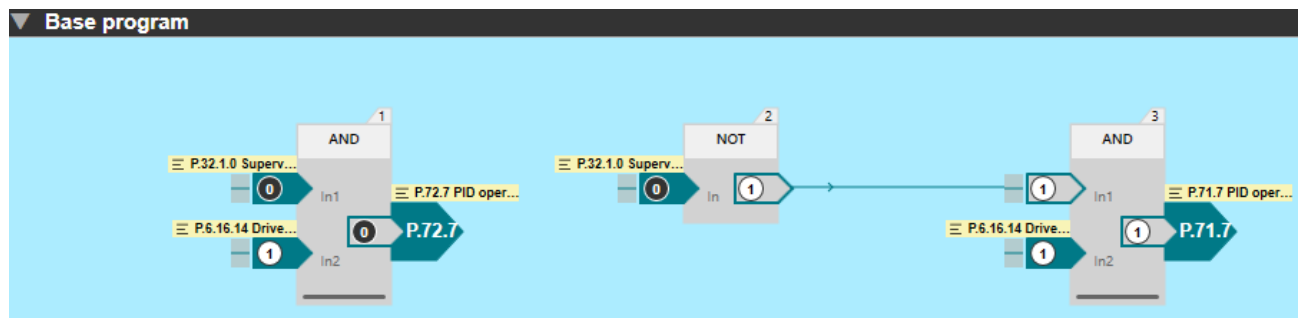 Base program
1
AND
P.32.1.0 Superv...
0
In1
P.72.7 PID oper...
0
P.72.7
P.6.16.14 Drive...
1
In2
2
NOT
P.32.1.0 Superv...
0
In
1
3
AND
1
In1
P.71.7 PID oper...
1
P.71.7
P.6.16.14 Drive...
1
In2